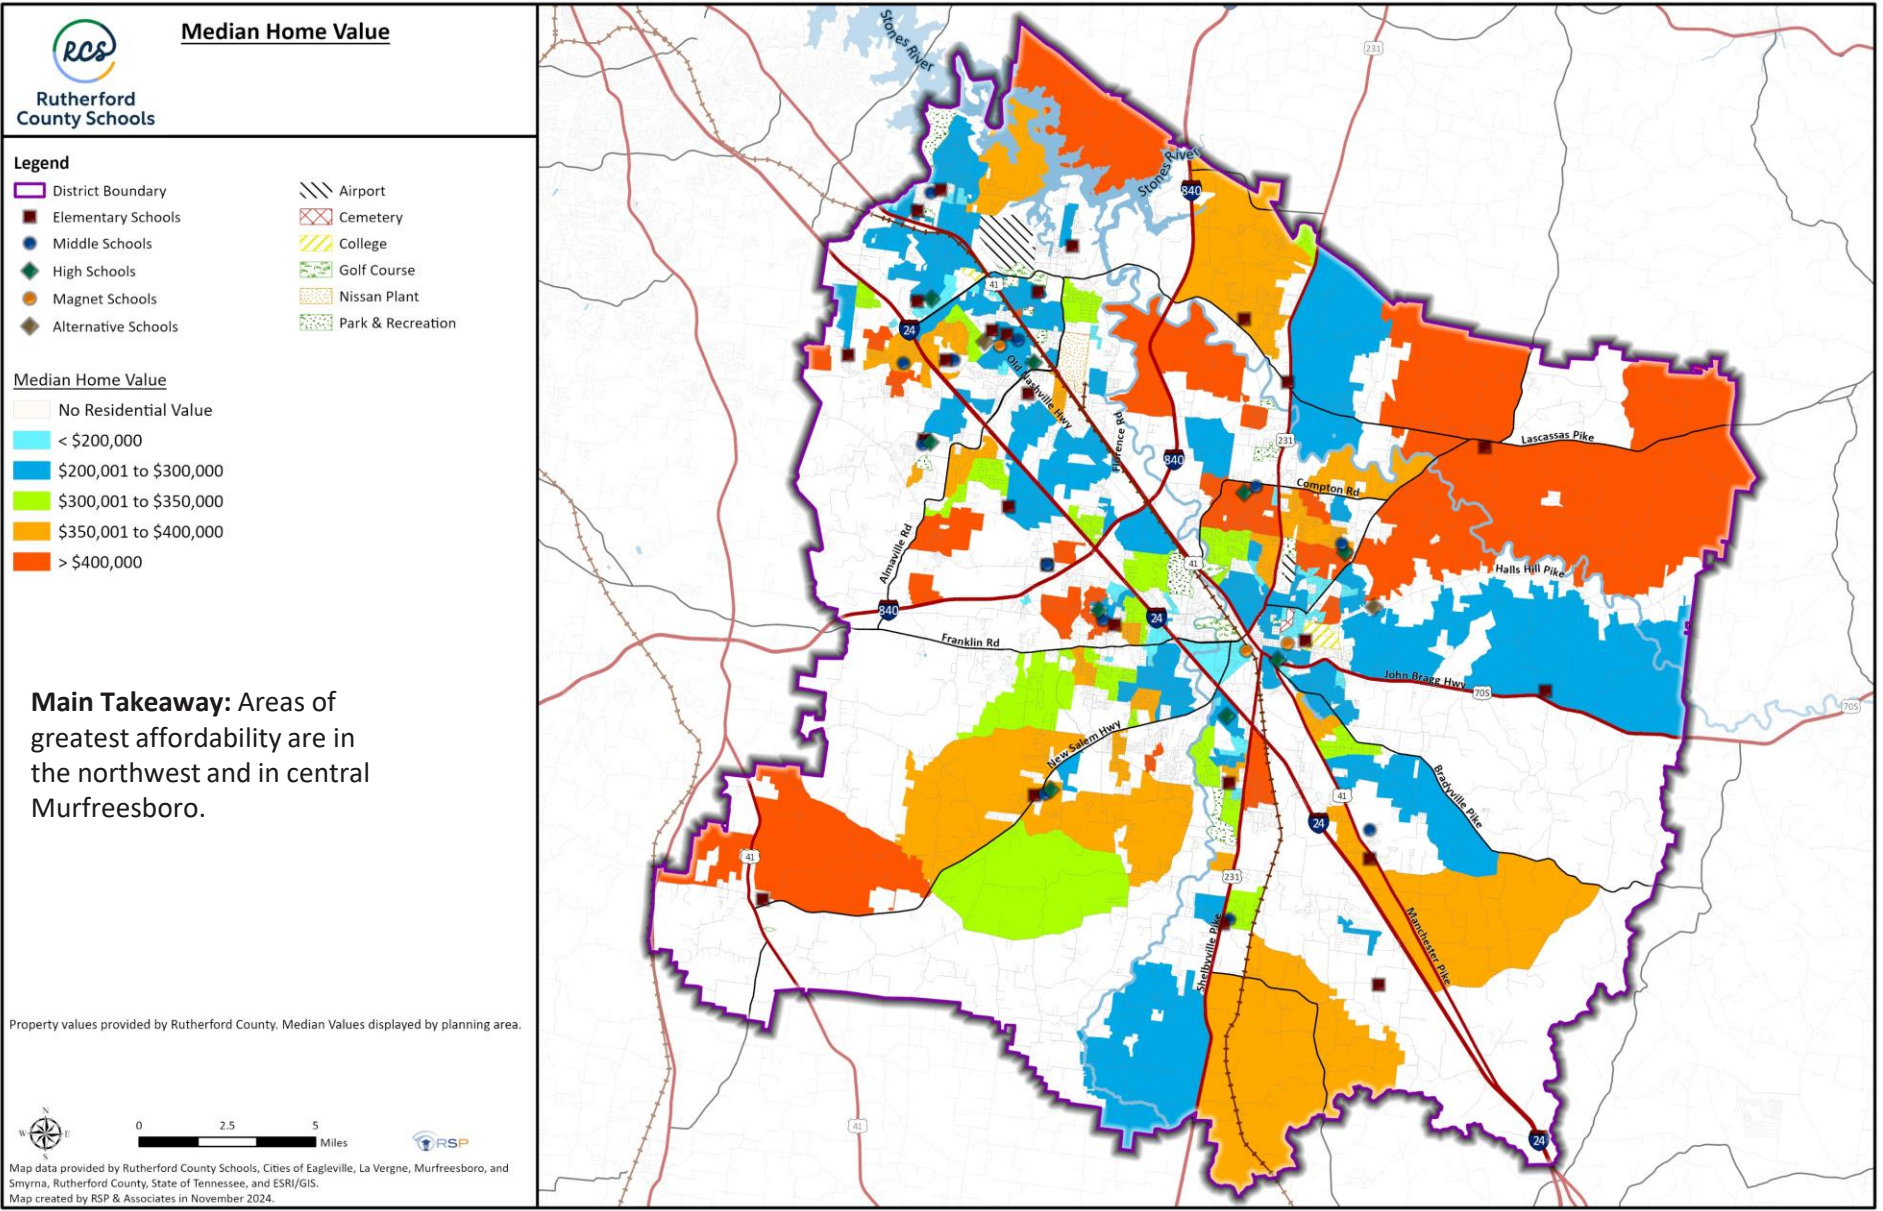 Median Home Value
RCS
Rutherford
County Schools
Legend
District Boundary
Elementary Schools
Middle Schools
High Schools
Magnet Schools
Alternative Schools
Airport
Cemetery
College
Golf Course
Nissan Plant
Park & Recreation
Median Home Value
No Residential Value
< $200,000
$200,001 to $300,000
$300,001 to $350,000
$350,001 to $400,000
> $400,000
Main Takeaway: Areas of
greatest affordability are in
the northwest and in central
Murfreesboro.
Property values provided by Rutherford County. Median Values displayed by planning area.
N
W E
S
0 2.5 5
Miles
RSP
Map data provided by Rutherford County Schools, Cities of Eagleville, La Vergne, Murfreesboro, and
Smyrna, Rutherford County, State of Tennessee, and ESRI/GIS.
Map created by RSP & Associates in November 2024.
Stones River
231
Stones River
840
41
24
Old Nashville Hwy
Florence Rd
231
Lascassas Pike
840
Compton Rd
Almaville Rd
41
Halls Hill Pike
840
24
Franklin Rd
John Bragg Hwy
70S
70S
New Salem Hwy
Bradyville Pike
41
24
41
231
Shelbyville Pike
Manchester Pike
41
24